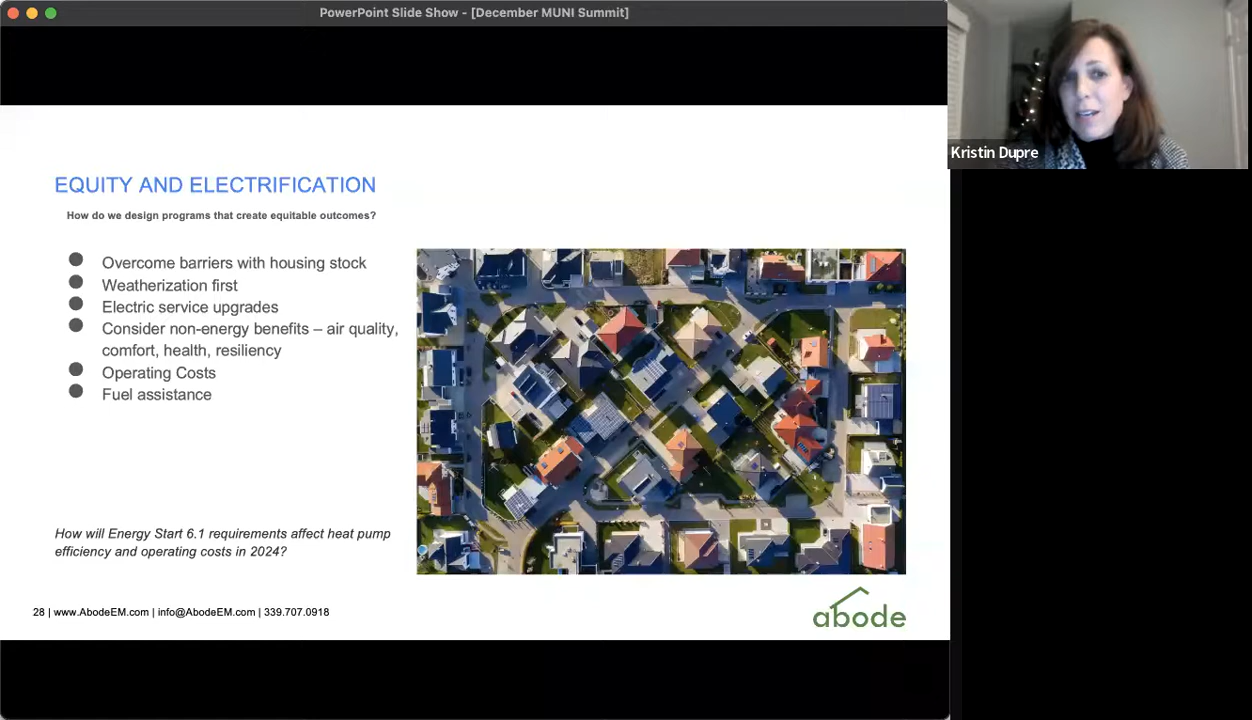 PowerPoint Slide Show - [December MUNI Summit]
Kristin Dupre
EQUITY AND ELECTRIFICATION
How do we design programs that create equitable outcomes?
Overcome barriers with housing stock
Weatherization first
Electric service upgrades
Consider non-energy benefits – air quality,
comfort, health, resiliency
Operating Costs
Fuel assistance
How will Energy Start 6.1 requirements affect heat pump
efficiency and operating costs in 2024?
28 | www.AbodeEM.com | info@AbodeEM.com | 339.707.0918
abode